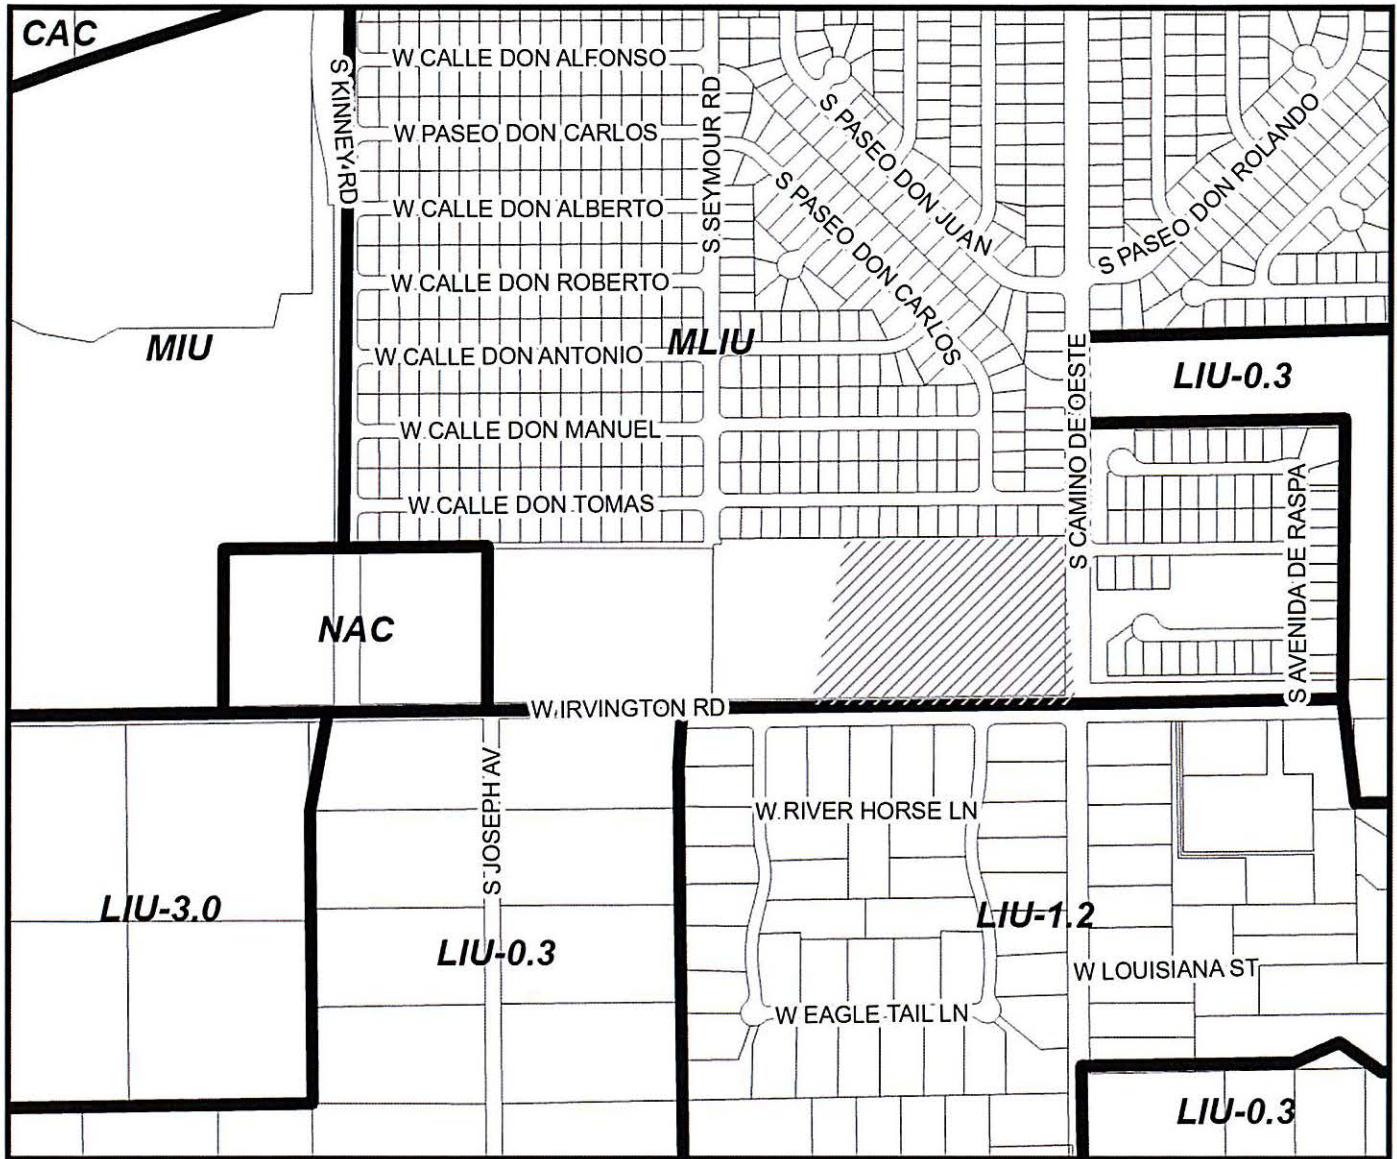 CAC
W CALLE DON ALFONSO
S KINNEY RD
S SEYMOUR RD
S PASEO DON JUAN
S PASEO DON ROLANDO
W PASEO DON CARLOS
S PASEO DON CARLOS
W CALLE DON ALBERTO
W CALLE DON ROBERTO
MIU
W CALLE DON ANTONIO
MLIU
S CAMINO DE OESTE
LIU-0.3
W CALLE DON MANUEL
W CALLE DON TOMAS
S AVENIDA DE RASPA
NAC
W IRVINGTON RD
S JOSEPH AV
W RIVER HORSE LN
LIU-3.0
LIU-0.3
LIU-1.2
W LOUISIANA ST
W EAGLE TAIL LN
LIU-0.3